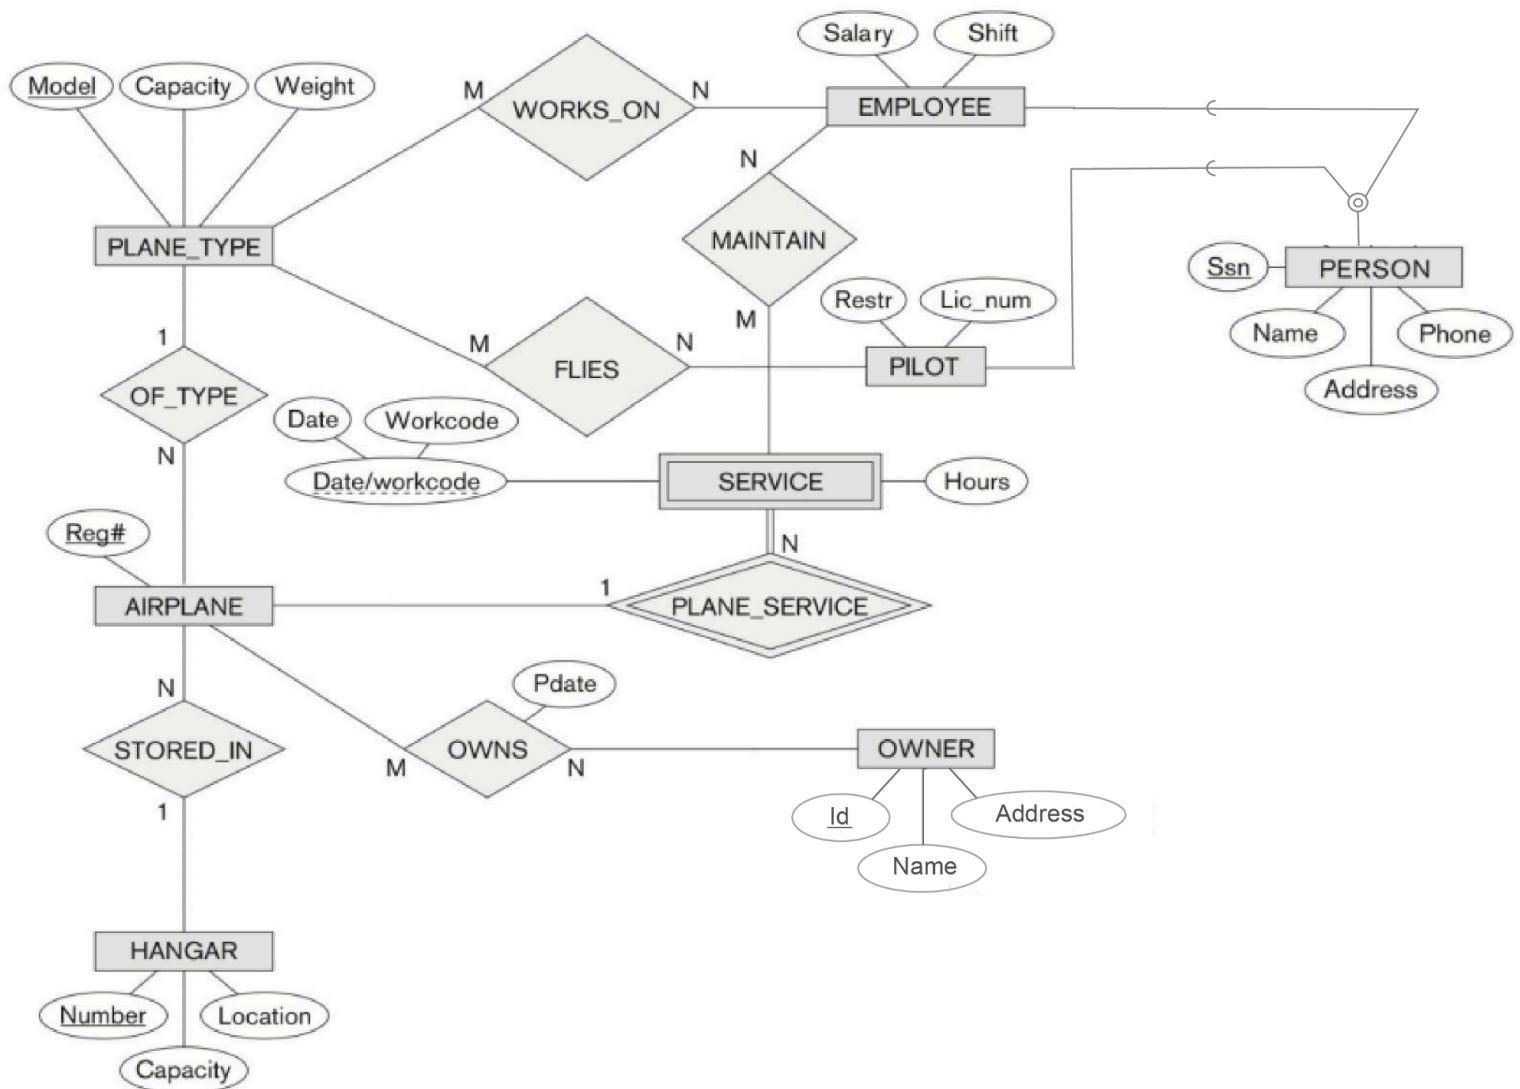 Salary
Shift
Model
Capacity
Weight
M
WORKS_ON
N
EMPLOYEE
N
MAINTAIN
M
PLANE_TYPE
Ssn
PERSON
Name
Phone
Address
Restr
Lic_num
1
OF_TYPE
N
M
FLIES
N
PILOT
Date
Workcode
Date/workcode
SERVICE
Hours
Reg#
N
AIRPLANE
1
PLANE_SERVICE
N
STORED_IN
1
Pdate
M
OWNS
N
OWNER
Id
Name
Address
HANGAR
Number
Location
Capacity